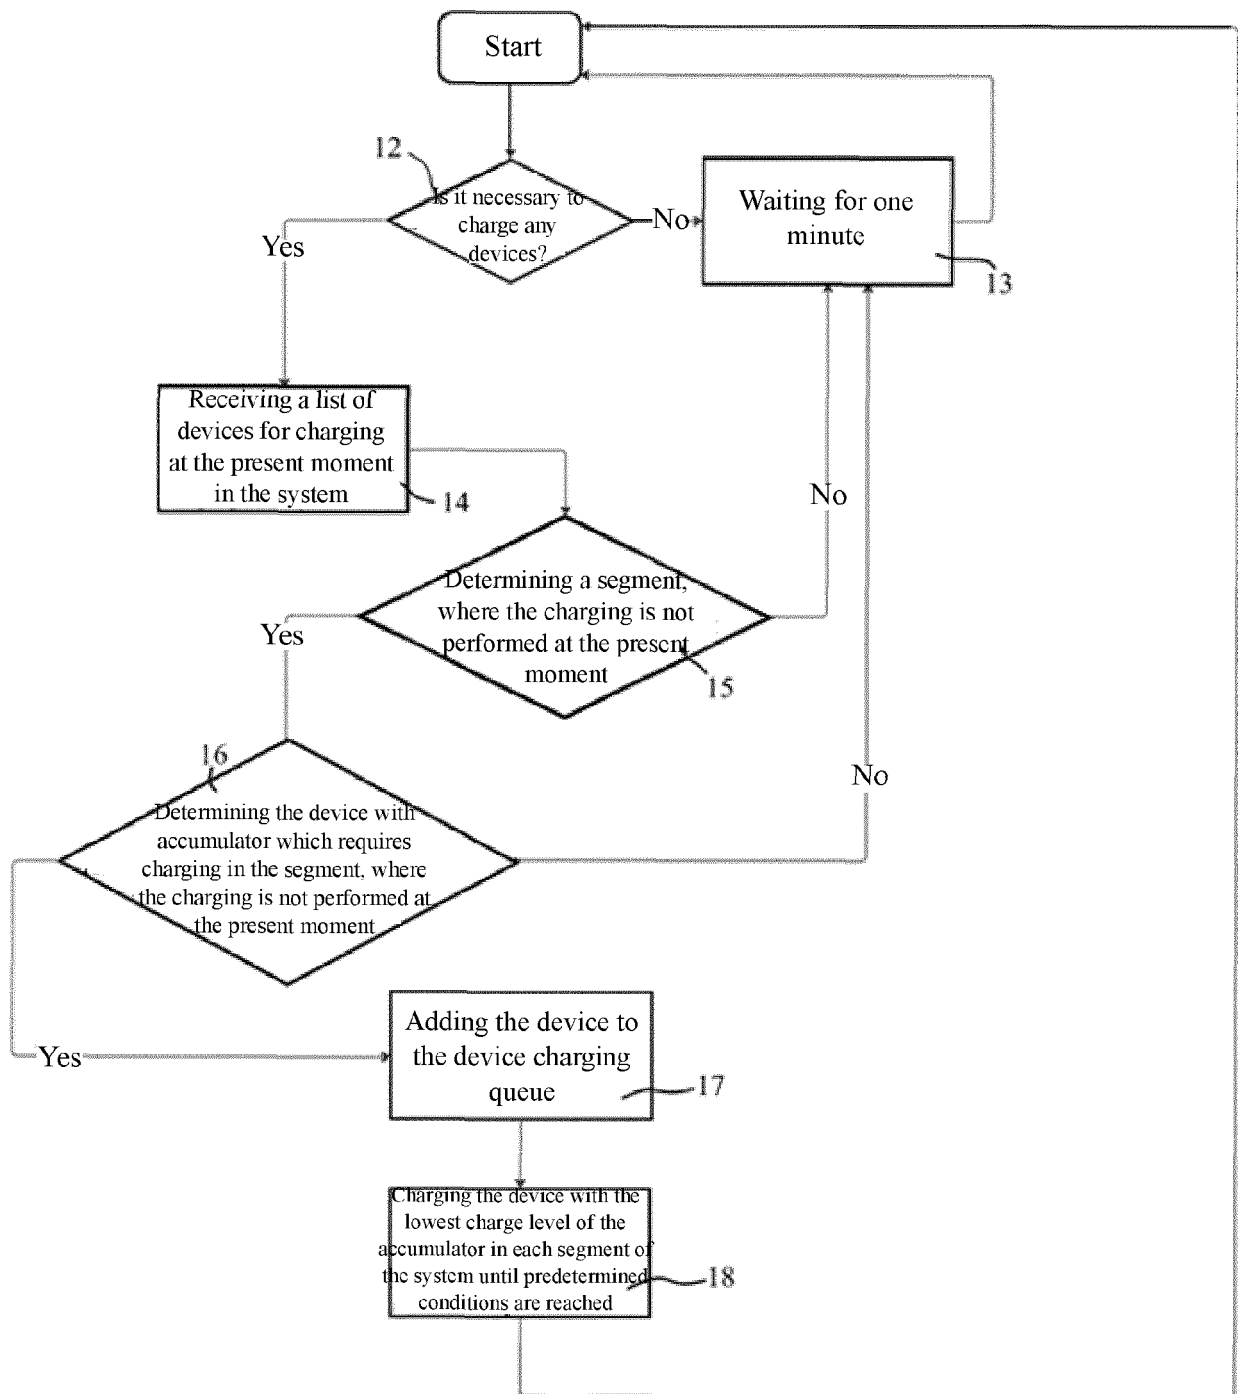 Start
12
Is it necessary to
charge any
devices?
No
Waiting for one
minute
13
Yes
Receiving a list of
devices for charging
at the present moment
in the system
14
No
Determining a segment,
where the charging is not
performed at the present
moment
15
Yes
16
No
Determining the device with
accumulator which requires
charging in the segment, where
the charging is not performed at
the present moment
Yes
Adding the device to
the device charging
queue
17
Charging the device with the
lowest charge level of the
accumulator in each segment of
the system until predetermined
conditions are reached
18